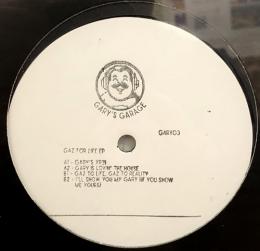 GARY'S GARAGE
GARY03
GAZ FOR LIFE EP
A1 - GARY'S
A2 - GARY IS LOVIN' THE HOUSE
B1 - GAZ TO LIFE, GAZ TO REALITY
B2 - I'LL SHOW YOU MY GARY (IF YOU SHOW
ME YOURS)